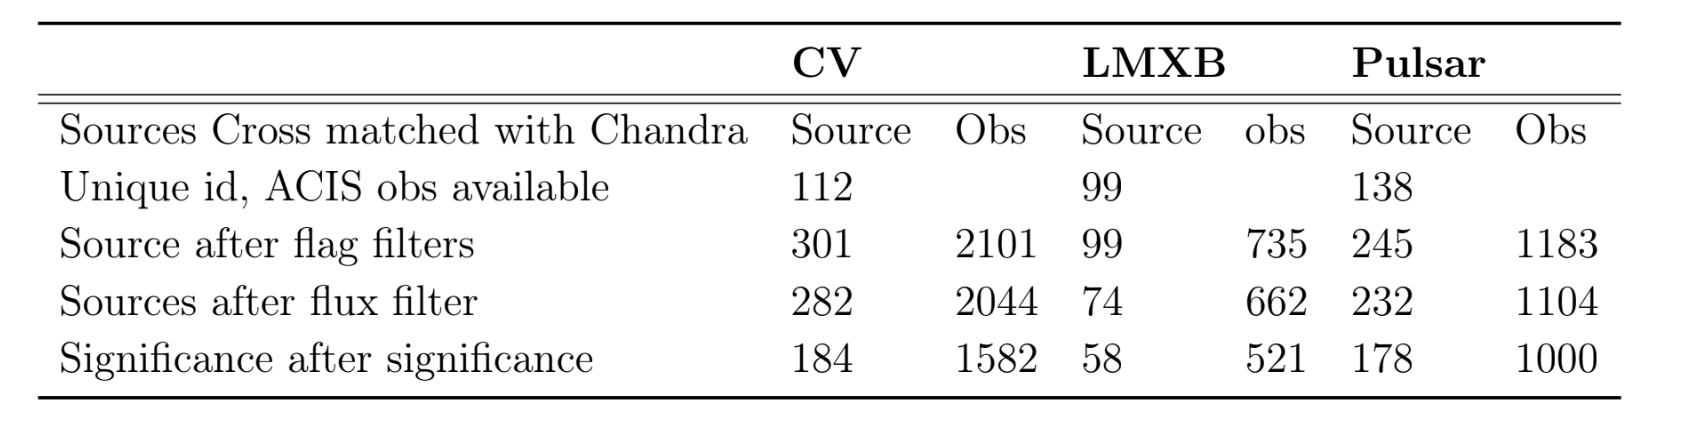 CV LMXB Pulsar
Sources Cross matched with Chandra Source Obs Source obs Source Obs
Unique id, ACIS obs available 112 99 138
Source after flag filters 301 2101 99 735 245 1183
Sources after flux filter 282 2044 74 662 232 1104
Significance after significance 184 1582 58 521 178 1000